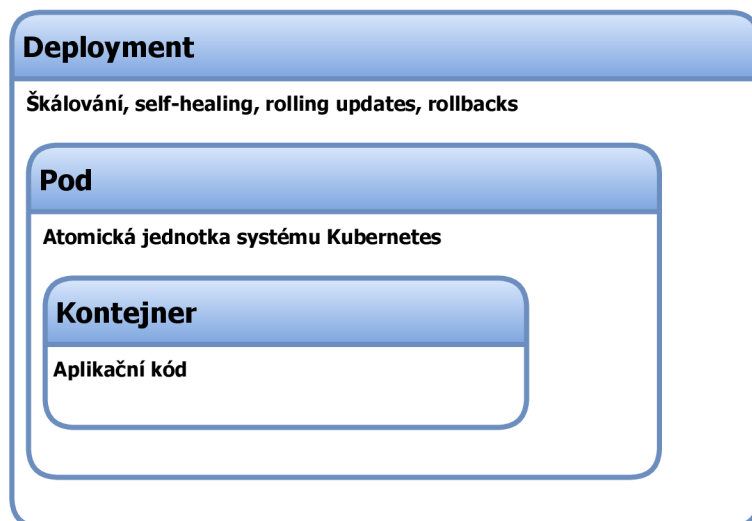 Deployment
Škálování, self-healing, rolling updates, rollbacks
Pod
Atomická jednotka systému Kubernetes
Kontejner
Aplikační kód